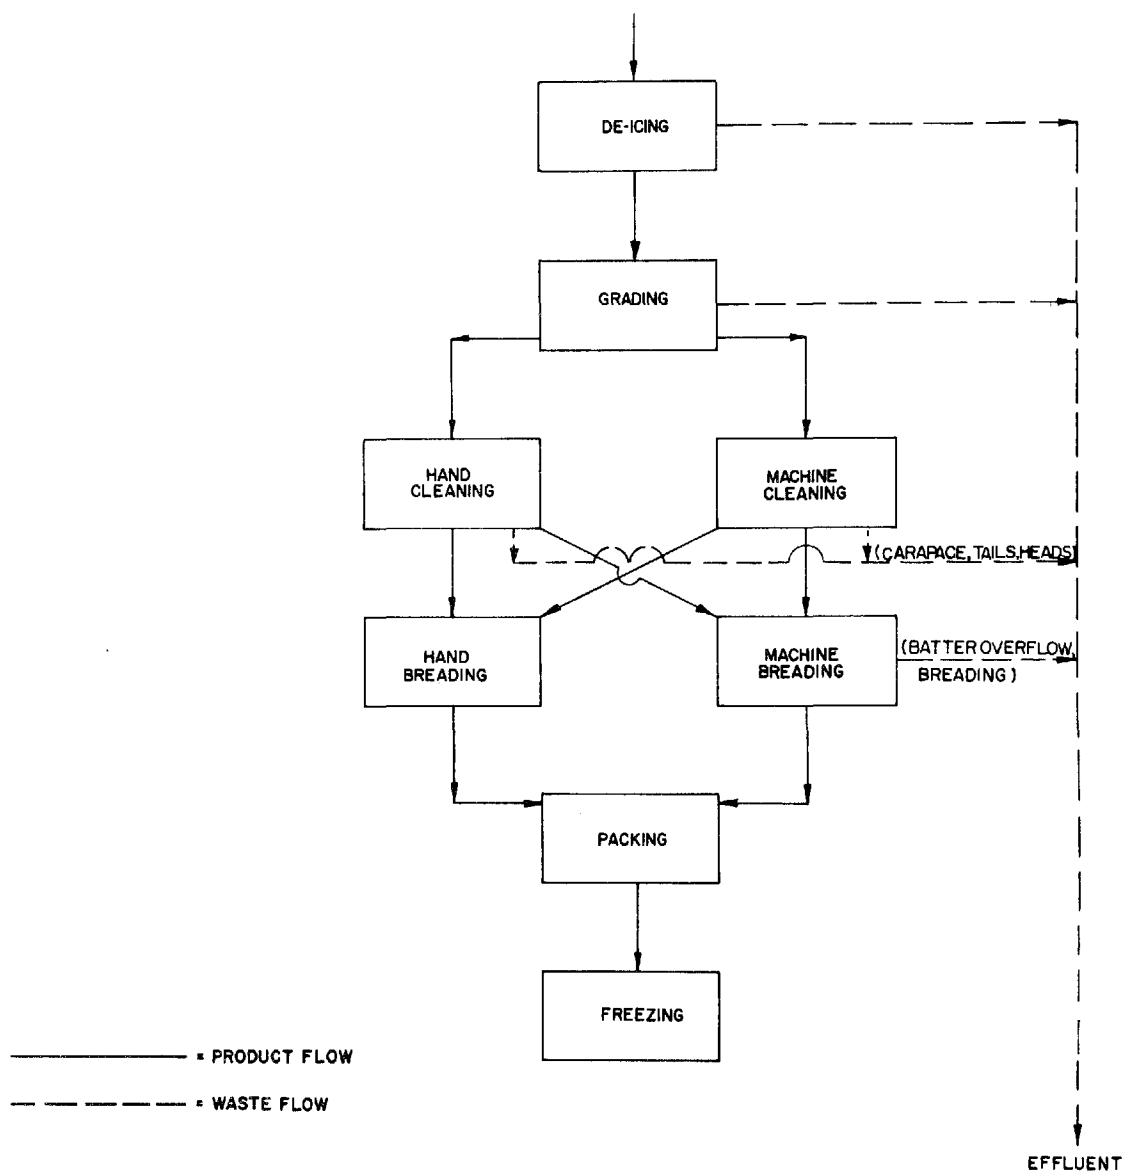 DE-ICING
GRADING
HAND
CLEANING
MACHINE
CLEANING
(CARAPACE, TAILS, HEADS)
HAND
BREADING
MACHINE
BREADING
(BATTER OVERFLOW,
BREADING)
PACKING
FREEZING
= PRODUCT FLOW
= WASTE FLOW
EFFLUENT